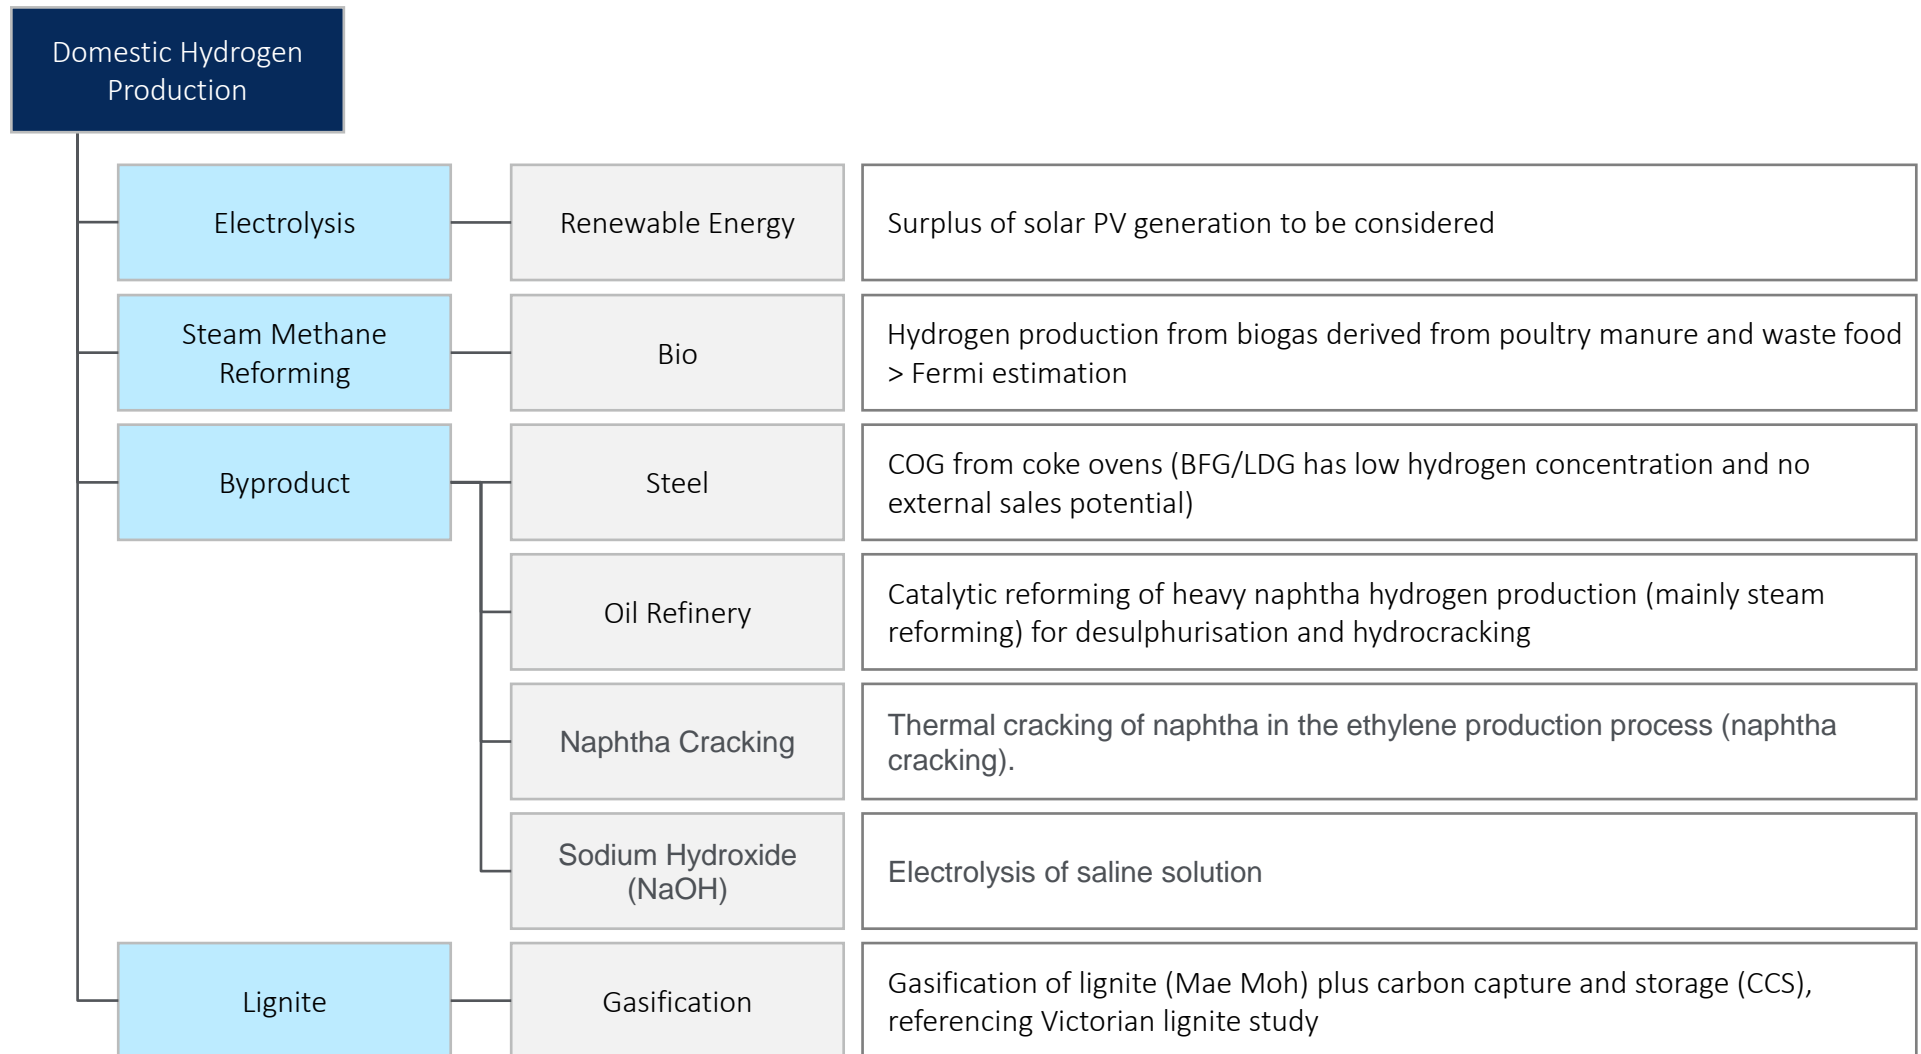 Domestic Hydrogen
Production
Electrolysis
Renewable Energy
Surplus of solar PV generation to be considered
Steam Methane
Reforming
Bio
Hydrogen production from biogas derived from poultry manure and waste food
> Fermi estimation
Byproduct
Steel
COG from coke ovens (BFG/LDG has low hydrogen concentration and no
external sales potential)
Oil Refinery
Catalytic reforming of heavy naphtha hydrogen production (mainly steam
reforming) for desulphurisation and hydrocracking
Naphtha Cracking
Thermal cracking of naphtha in the ethylene production process (naphtha
cracking).
Sodium Hydroxide
(NaOH)
Electrolysis of saline solution
Lignite
Gasification
Gasification of lignite (Mae Moh) plus carbon capture and storage (CCS),
referencing Victorian lignite study